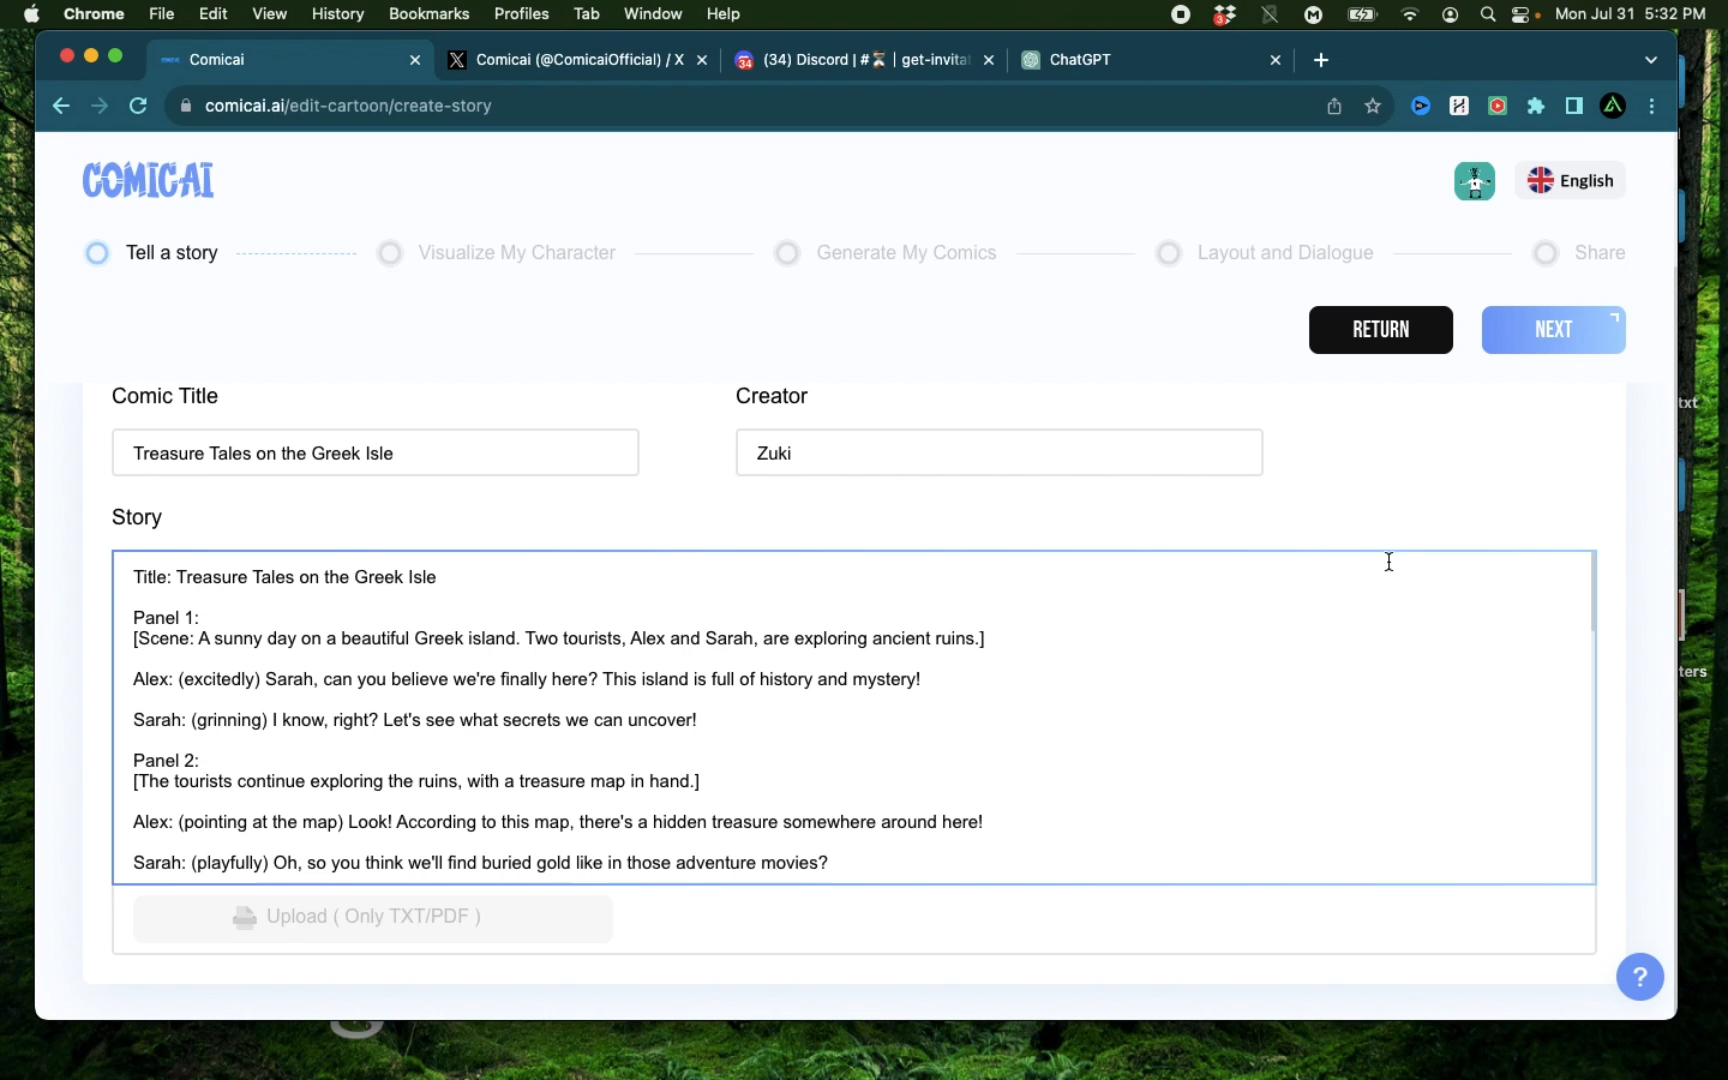 Chrome File Edit View History Bookmarks Profiles Tab Window Help 3 M Mon Jul 31 5:32 PM
Comicai Comicai (@ComicaiOfficial) / X 34 (34) Discord | #⏳ | get-invita ChatGPT
comicai.ai/edit-cartoon/create-story
COMICAI English
Tell a story Visualize My Character Generate My Comics Layout and Dialogue Share
RETURN NEXT
Comic Title Creator
txt
Treasure Tales on the Greek Isle Zuki
Story
Title: Treasure Tales on the Greek Isle
Panel 1:
[Scene: A sunny day on a beautiful Greek island. Two tourists, Alex and Sarah, are exploring ancient ruins.]
Alex: (excitedly) Sarah, can you believe we're finally here? This island is full of history and mystery!
ters
Sarah: (grinning) I know, right? Let's see what secrets we can uncover!
Panel 2:
[The tourists continue exploring the ruins, with a treasure map in hand.]
Alex: (pointing at the map) Look! According to this map, there's a hidden treasure somewhere around here!
Sarah: (playfully) Oh, so you think we'll find buried gold like in those adventure movies?
Upload ( Only TXT/PDF )
?